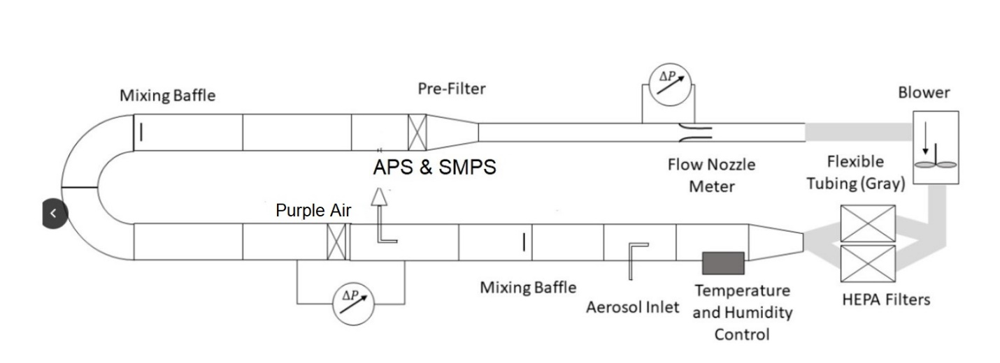 ΔP
Mixing Baffle
Pre-Filter
Blower
APS & SMPS
Flow Nozzle
Meter
Flexible
Tubing (Gray)
Purple Air
Mixing Baffle
ΔP
Aerosol Inlet
Temperature
and Humidity
Control
HEPA Filters